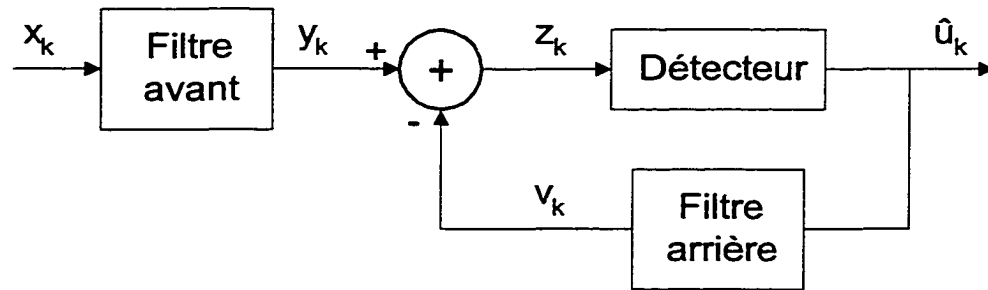 x_k
Filtre
avant
y_k
+
+
-
z_k
Détecteur
û_k
v_k
Filtre
arrière